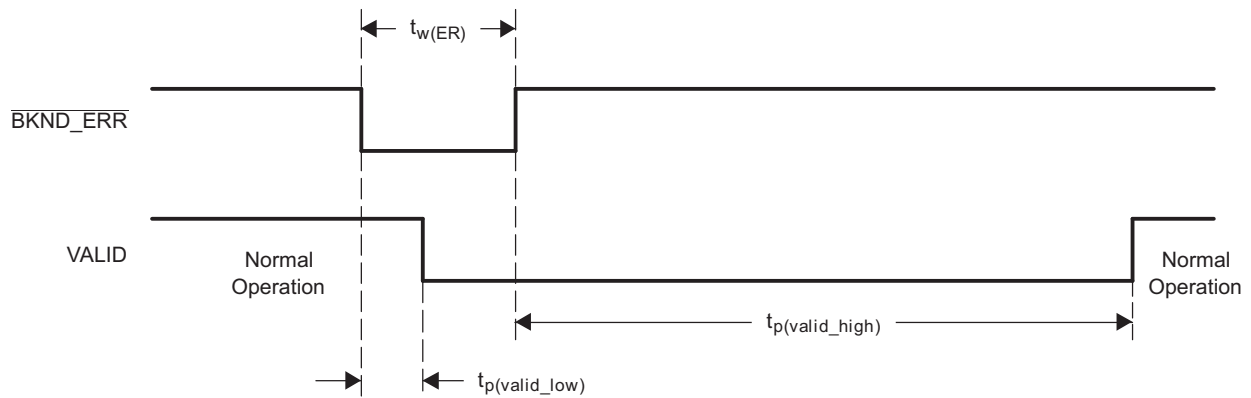 tw(ER)
BKND_ERR
VALID
Normal
Operation
Normal
Operation
tp(valid_high)
tp(valid_low)